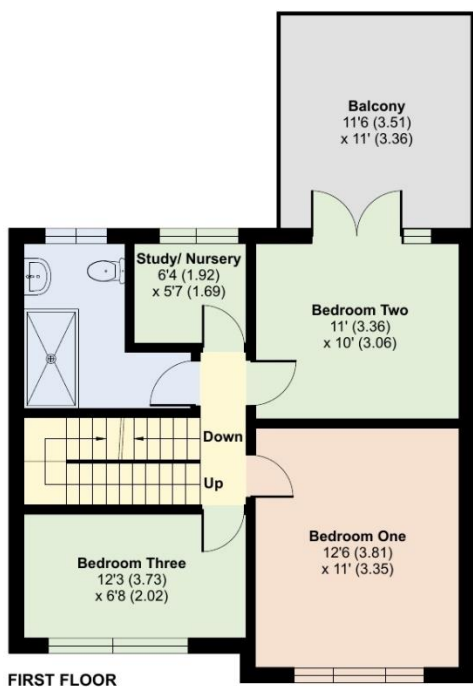 Balcony
11'6 (3.51)
x 11' (3.36)
Study/ Nursery
6'4 (1.92)
x 5'7 (1.69)
Bedroom Two
11' (3.36)
x 10' (3.06)
Down
Up
Bedroom One
12'6 (3.81)
x 11' (3.35)
Bedroom Three
12'3 (3.73)
x 6'8 (2.02)
FIRST FLOOR